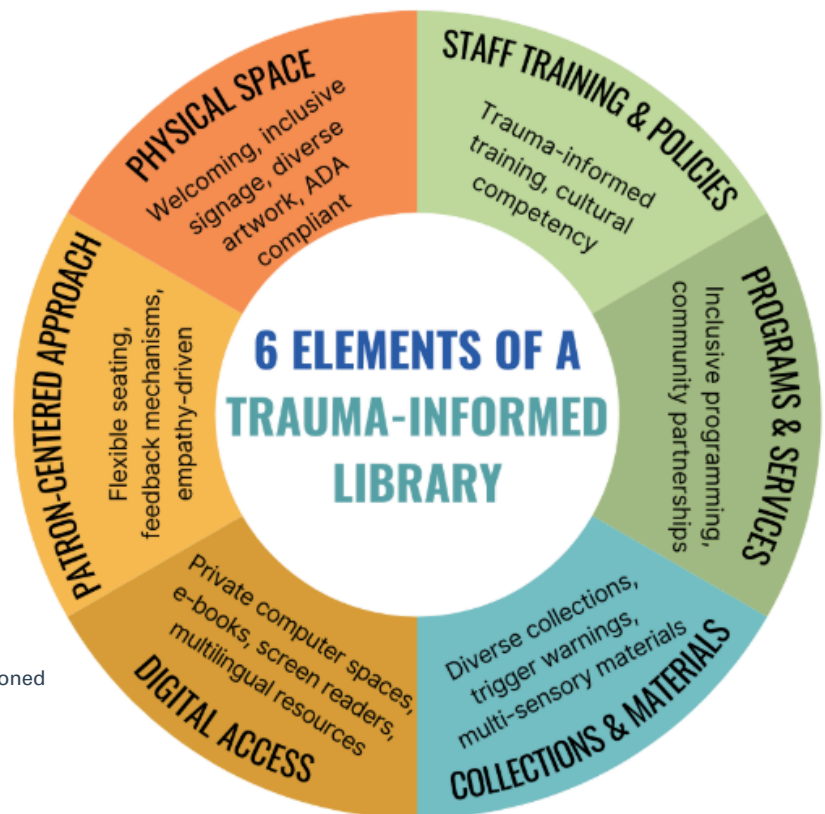 6 ELEMENTS OF A
TRAUMA-INFORMED
LIBRARY
STAFF TRAINING & POLICIES
Trauma-informed
training, cultural
competency
PROGRAMS & SERVICES
Inclusive programming,
community partnerships
COLLECTIONS & MATERIALS
Diverse collections,
trigger warnings,
multi-sensory materials
DIGITAL ACCESS
Private computer spaces,
e-books, screen readers,
multilingual resources
PATRON-CENTERED APPROACH
Flexible seating,
feedback mechanisms,
empathy-driven
PHYSICAL SPACE
Welcoming, inclusive
signage, diverse
artwork, ADA
compliant
oned